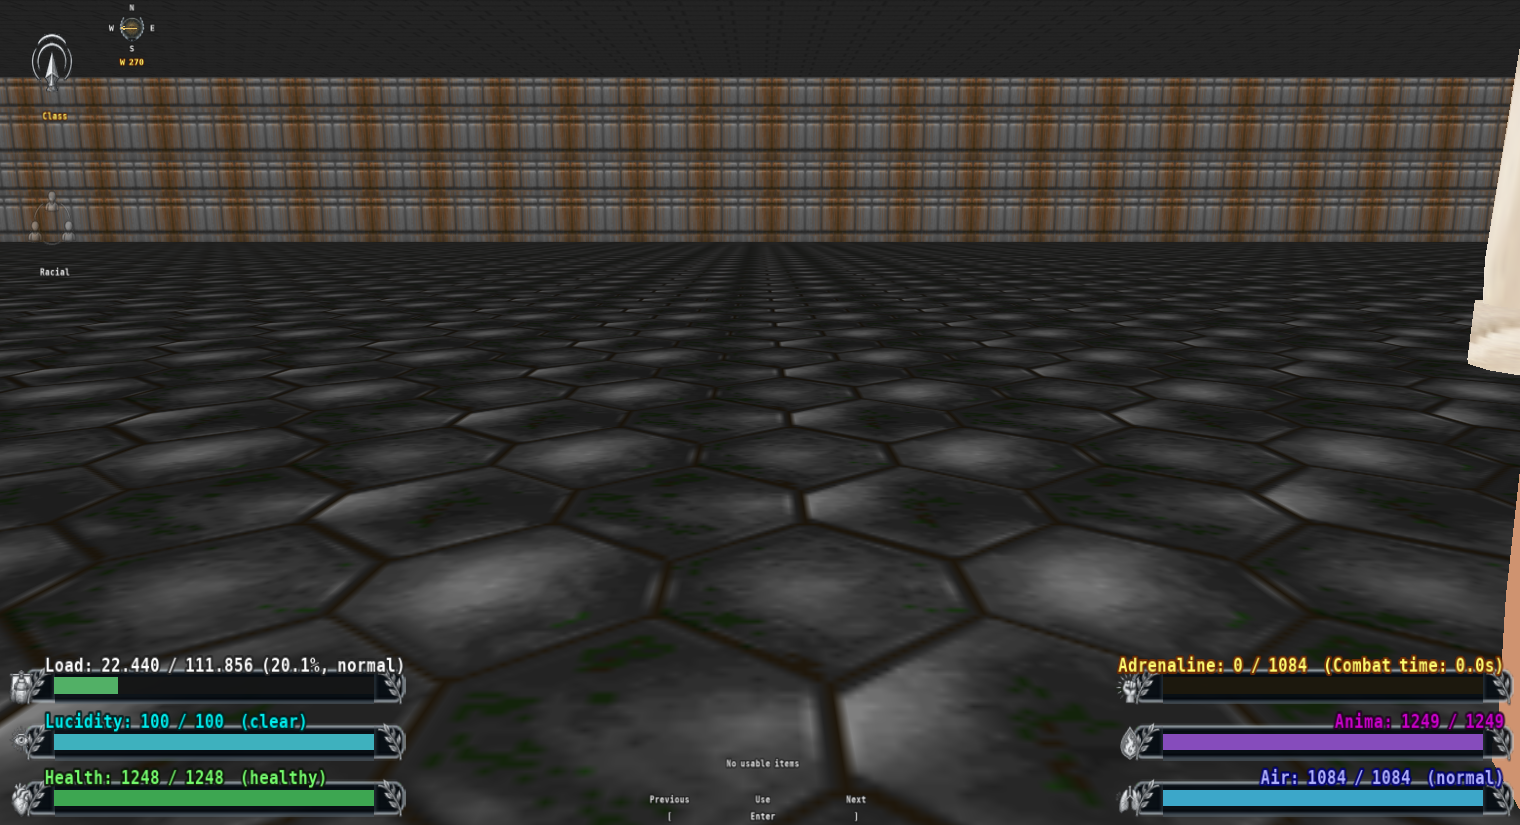 N
W E
S
W 270
Class
Racial
Load: 22.440 / 111.856 (20.1%, normal)
Lucidity: 100 / 100 (clear)
Health: 1248 / 1248 (healthy)
No usable items
Previous Use Next
[ Enter ]
Adrenaline: 0 / 1084 (Combat time: 0.0s)
Anima: 1249 / 1249
Air: 1084 / 1084 (normal)